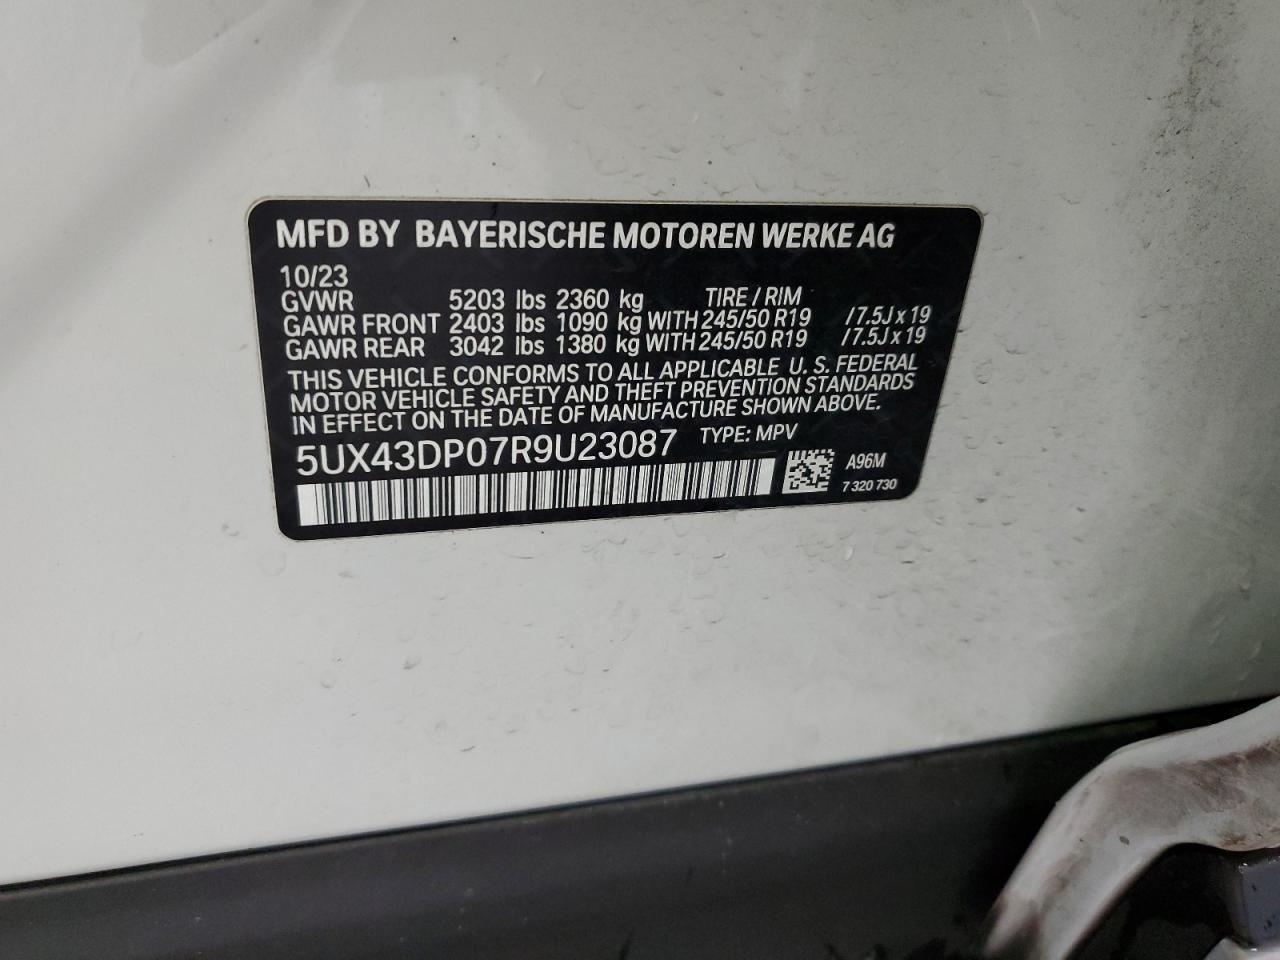 MFD BY BAYERISCHE MOTOREN WERKE AG
10/23
GVWR 5203 lbs 2360 kg TIRE / RIM
GAWR FRONT 2403 lbs 1090 kg WITH 245/50 R19 /7.5J x 19
GAWR REAR 3042 lbs 1380 kg WITH 245/50 R19 /7.5J x 19
THIS VEHICLE CONFORMS TO ALL APPLICABLE U. S. FEDERAL
MOTOR VEHICLE SAFETY AND THEFT PREVENTION STANDARDS
IN EFFECT ON THE DATE OF MANUFACTURE SHOWN ABOVE.
5UX43DP07R9U23087 TYPE: MPV
A96M
7 320 730